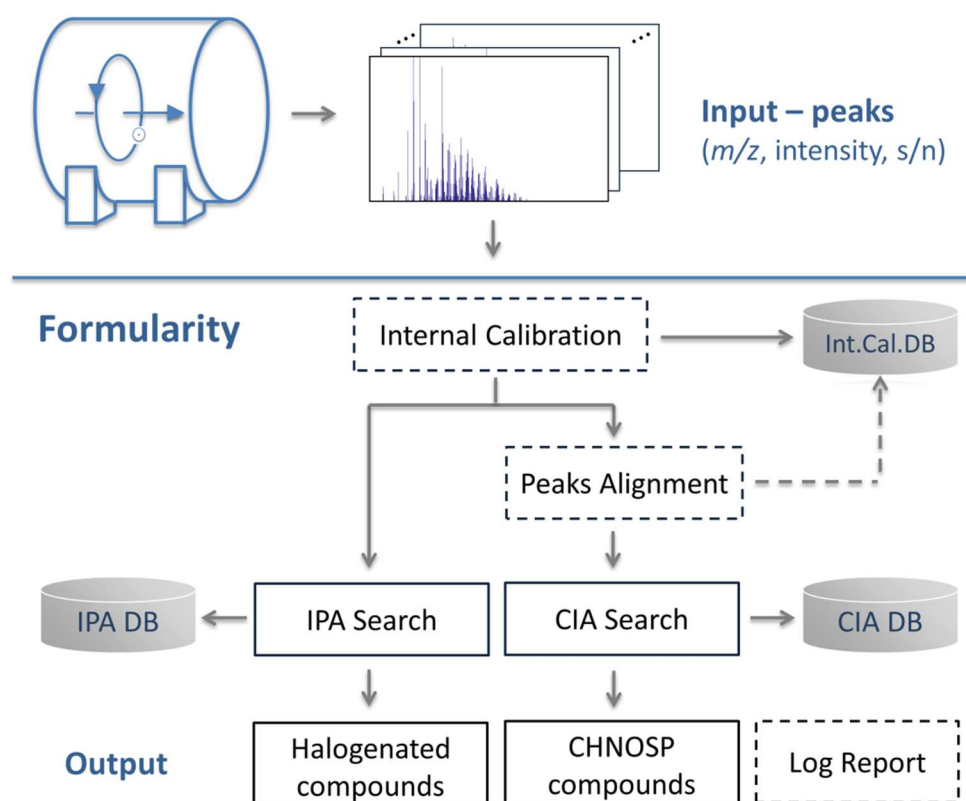 Input – peaks
(m/z, intensity, s/n)
Formularity
Internal Calibration
Int.Cal.DB
Peaks Alignment
IPA DB
IPA Search
CIA Search
CIA DB
Output
Halogenated
compounds
CHNOSP
compounds
Log Report